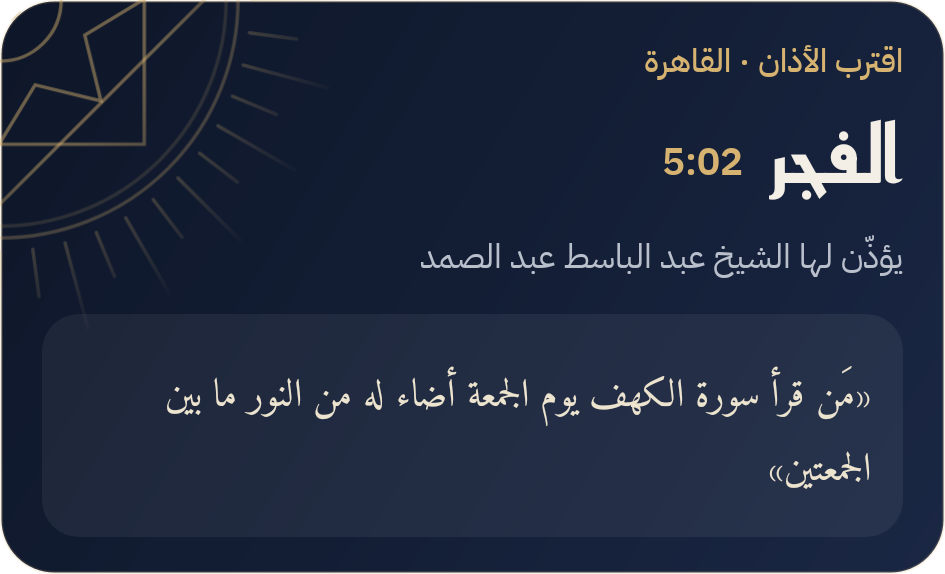 اقترب الأذان · القاهرة
الفجر 5:02
يؤذّن لها الشيخ عبد الباسط عبد الصمد
«مَن قرأ سورة الكهف يوم الجمعة أضاء له من النور ما بين
الجمعتين»